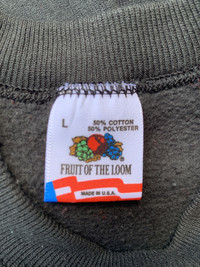 L
50% COTTON
50% POLYESTER
FRUIT OF THE LOOM®
MADE IN U.S.A.